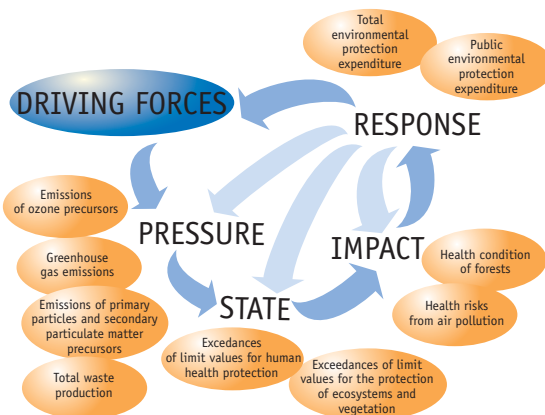 Total
environmental
protection
expenditure
Public
environmental
protection
expenditure
DRIVING FORCES
RESPONSE
Emissions
of ozone precursors
PRESSURE
IMPACT
Greenhouse
gas emissions
Health condition
of forests
Emissions of primary
particles and secondary
particulate matter
precursors
STATE
Health risks
from air pollution
Exceedances
of limit values for human
health protection
Exceedances of limit
values for the protection
of ecosystems and
vegetation
Total waste
production